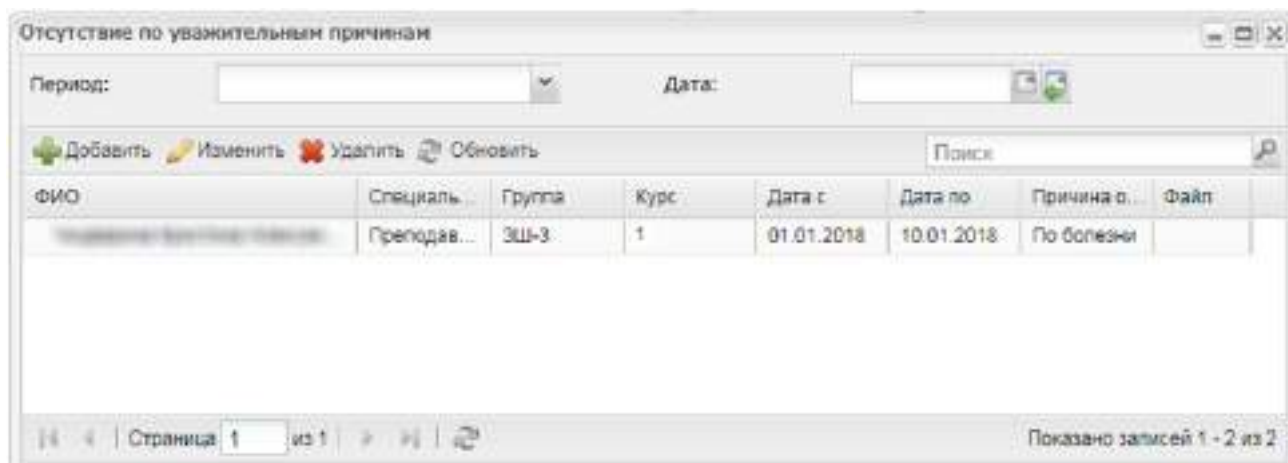 Отсутствие по уважительным причинам
Период: Дата:
Добавить Изменить Удалить Обновить Поиск
ФИО Специаль... Группа Курс Дата с Дата по Причина о... Файл
Преподав... ЗШ-3 1 01.01.2018 10.01.2018 По болезни
Страница 1 из 1 Показано записей 1 - 2 из 2